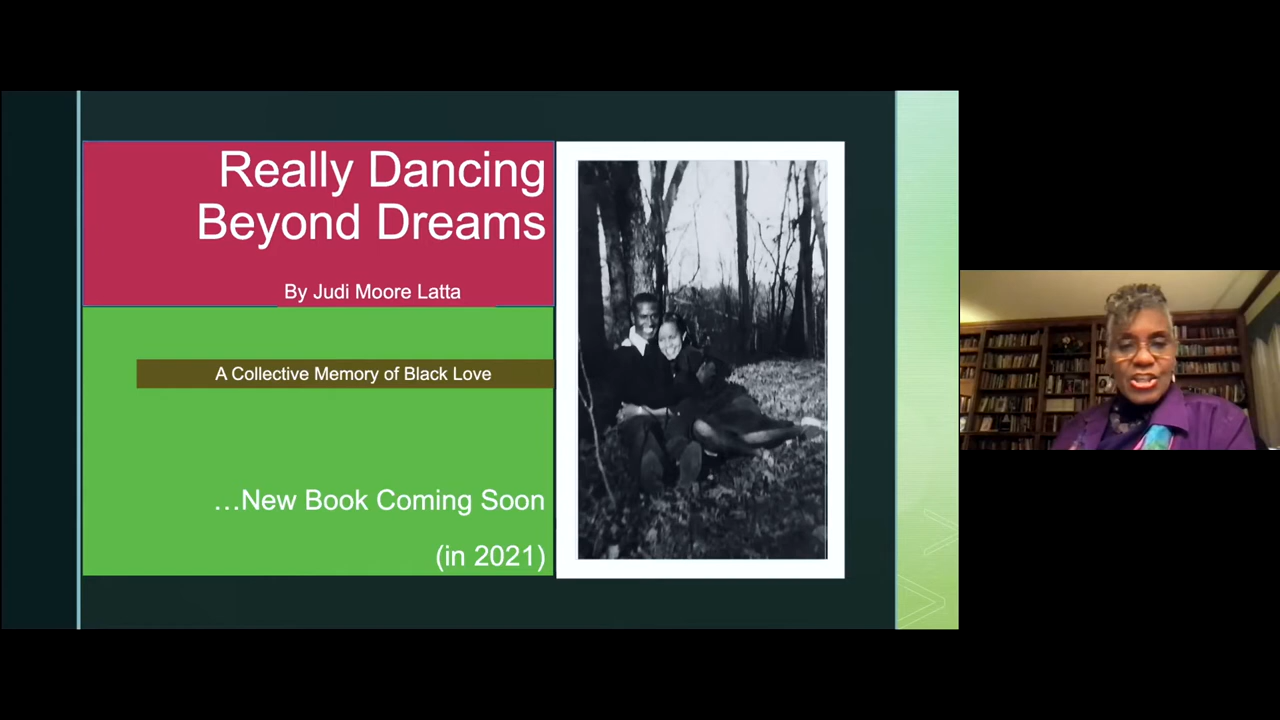 Really Dancing
Beyond Dreams
By Judi Moore Latta
A Collective Memory of Black Love
…New Book Coming Soon
(in 2021)